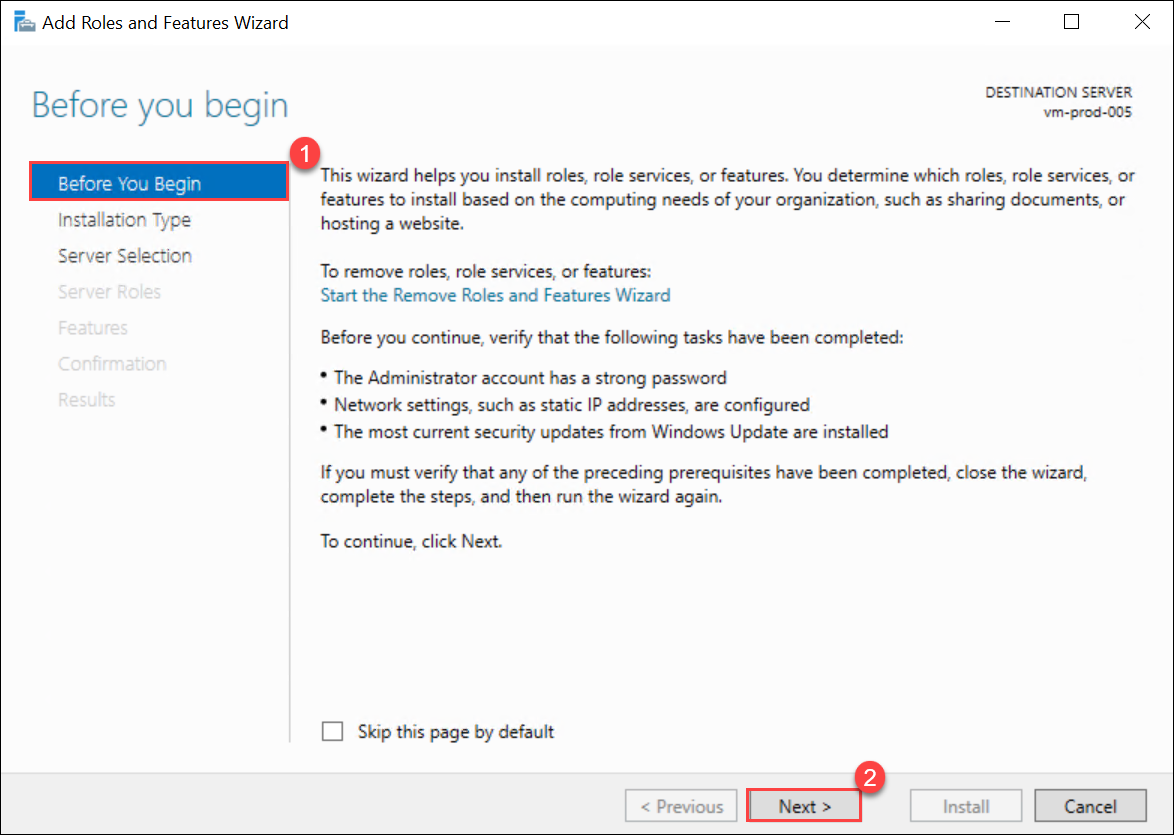 Add Roles and Features Wizard
Before you begin
DESTINATION SERVER
vm-prod-005
1
Before You Begin
Installation Type
Server Selection
Server Roles
Features
Confirmation
Results
This wizard helps you install roles, role services, or features. You determine which roles, role services, or
features to install based on the computing needs of your organization, such as sharing documents, or
hosting a website.
To remove roles, role services, or features:
Start the Remove Roles and Features Wizard
Before you continue, verify that the following tasks have been completed:
• The Administrator account has a strong password
• Network settings, such as static IP addresses, are configured
• The most current security updates from Windows Update are installed
If you must verify that any of the preceding prerequisites have been completed, close the wizard,
complete the steps, and then run the wizard again.
To continue, click Next.
Skip this page by default
2
< Previous
Next >
Install
Cancel